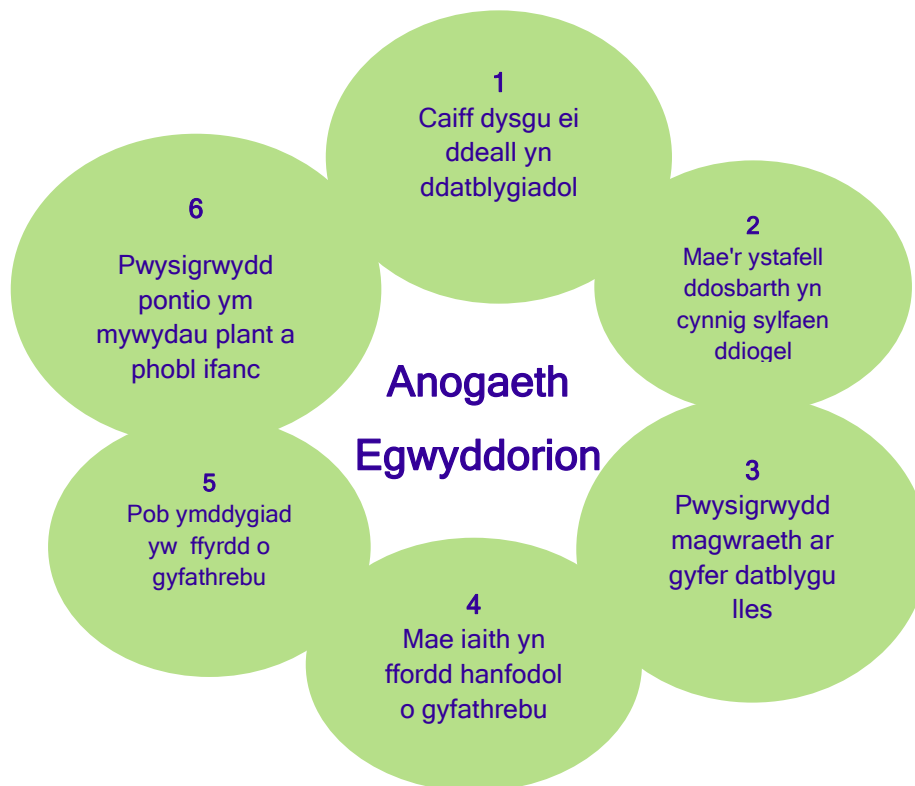 1
Caiff dysgu ei
ddeall yn
ddatblygiadol
2
Mae'r ystafell
ddosbarth yn
cynnig sylfaen
ddiogel
3
Pwysigrwydd
magwraeth ar
gyfer datblygu
lles
4
Mae iaith yn
ffordd hanfodol
o gyfathrebu
5
Pob ymddygiad
yw ffyrdd o
gyfathrebu
6
Pwysigrwydd
pontio ym
mywydau plant a
phobl ifanc
Anogaeth
Egwyddorion